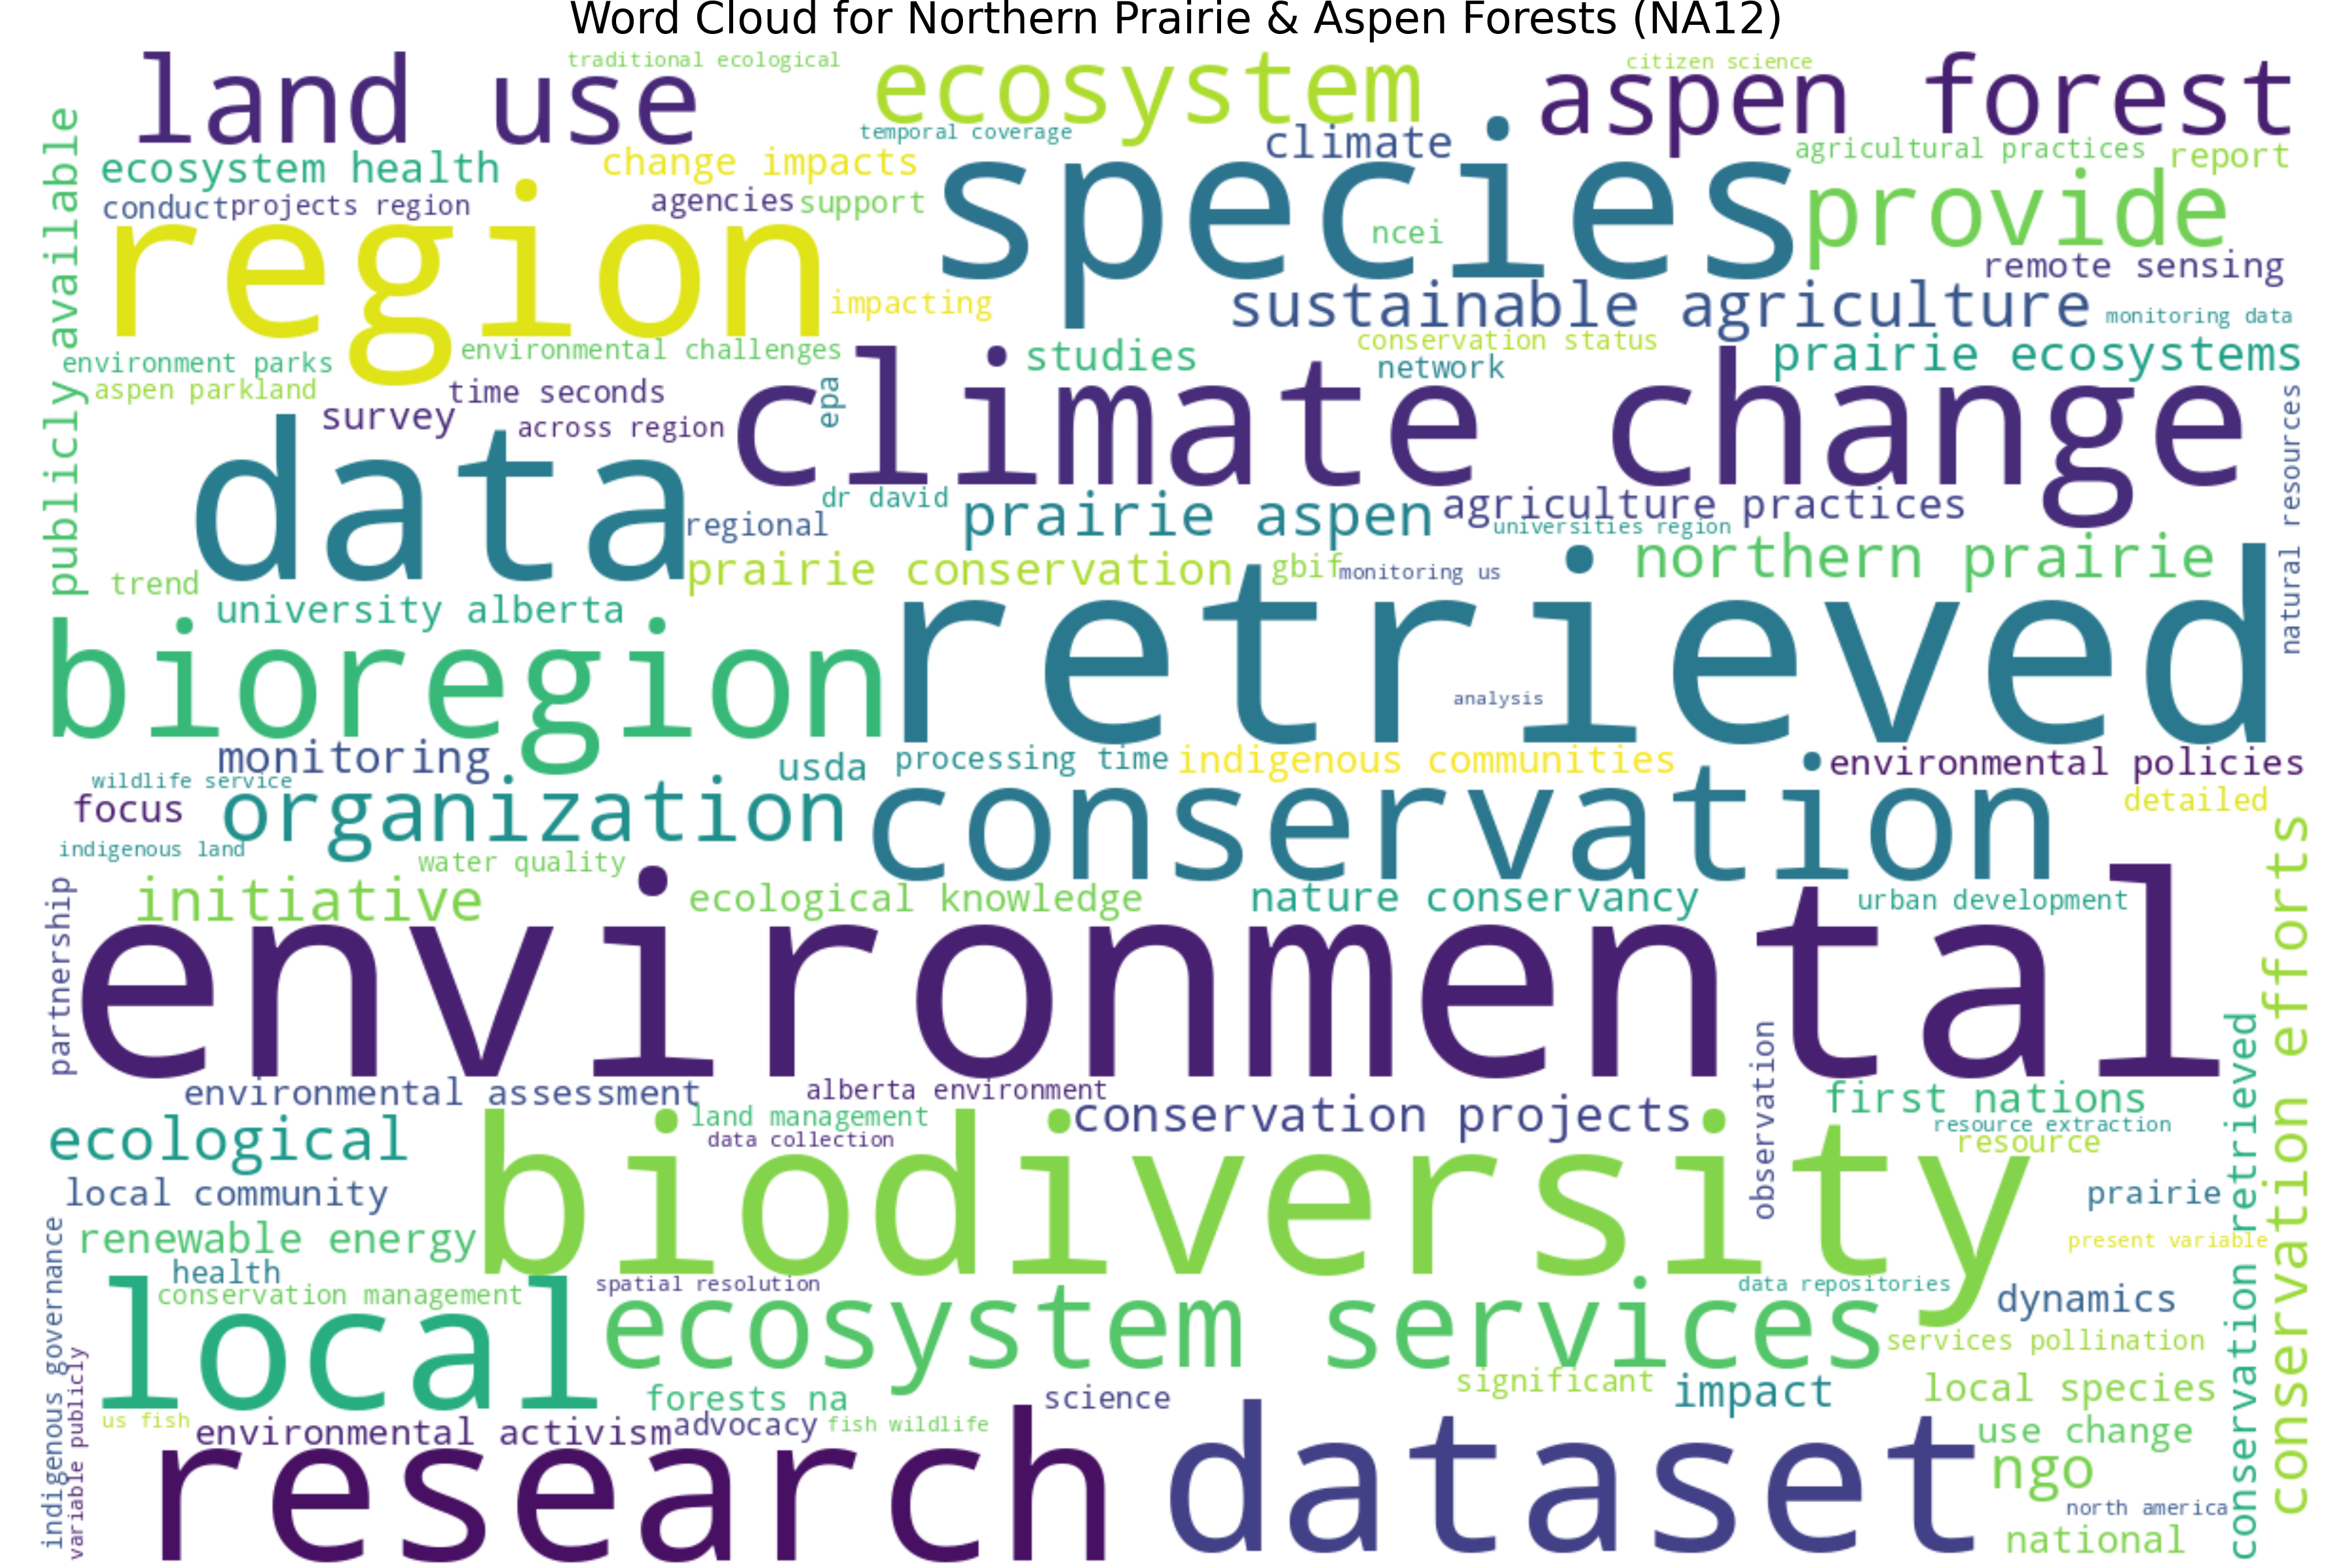 Word Cloud for Northern Prairie & Aspen Forests (NA12)
traditional ecological
citizen science
land use
ecosystem
aspen forest
temporal coverage
climate
agricultural practices
report
ecosystem health
change impacts
species
provide
conduct
projects region
agencies
support
ncei
region
remote sensing
impacting
sustainable agriculture
monitoring data
publicly available
environment parks
environmental challenges
studies
conservation status
network
prairie ecosystems
aspen parkland
time seconds
epa
climate change
survey
across region
natural resources
data
dr david
regional
prairie aspen
agriculture practices
universities region
trend
prairie conservation
gbif
monitoring us
northern prairie
university alberta
bioregion
retrieved
analysis
monitoring
usda
processing time
indigenous communities
environmental policies
wildlife service
focus
organization
conservation
detailed
indigenous land
water quality
initiative
ecological knowledge
nature conservancy
urban development
partnership
environmental
conservation efforts
observation
environmental assessment
alberta environment
first nations
ecological
land management
data collection
conservation projects
resource extraction
resource
local community
biodiversity
prairie
renewable energy
present variable
conservation retrieved
health
conservation management
spatial resolution
data repositories
dynamics
local
ecosystem services
services pollination
indigenous governance
variable publicly
forests na
science
significant
impact
local species
us fish
environmental activism
advocacy
fish wildlife
use change
research
dataset
ngo
north america
national